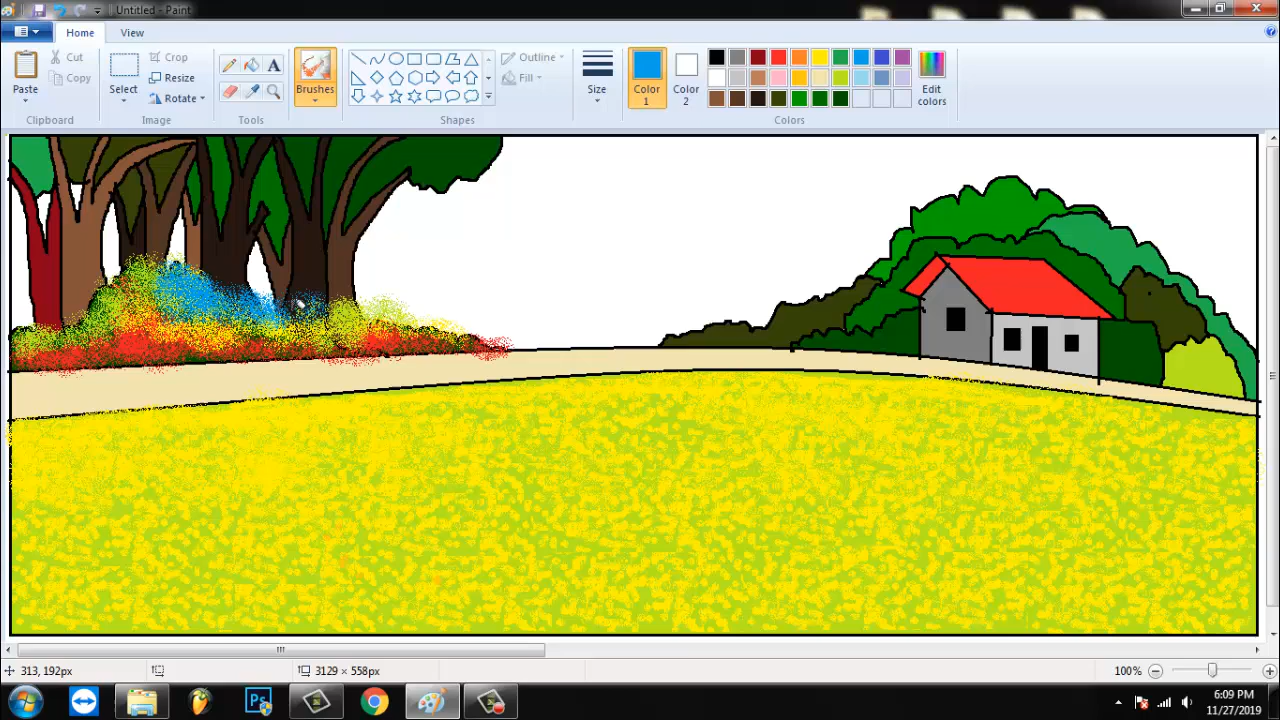 Untitled - Paint
Home View
Paste
Cut
Copy
Clipboard
Select
Crop
Resize
Rotate
Image
A
Tools
Brushes
Outline
Fill
Shapes
Size
Color 1
Color 2
Edit colors
Colors
313, 192px
3129 × 558px
100%
Ps
6:09 PM
11/27/2019